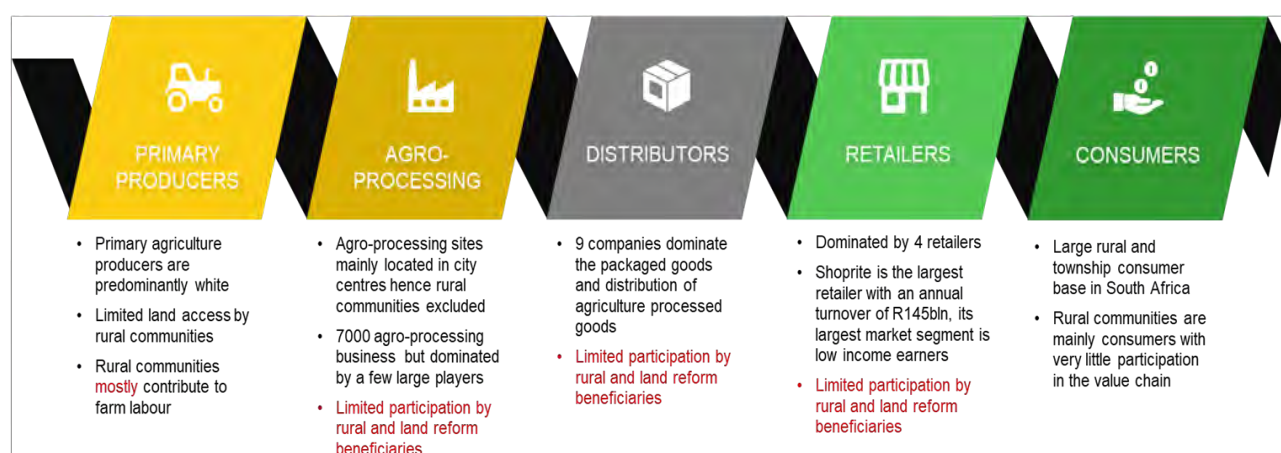 PRIMARY
PRODUCERS
• Primary agriculture
producers are
predominantly white
• Limited land access by
rural communities
• Rural communities
mostly contribute to
farm labour
AGRO-
PROCESSING
• Agro-processing sites
mainly located in city
centres hence rural
communities excluded
• 7000 agro-processing
business but dominated
by a few large players
• Limited participation by
rural and land reform
beneficiaries
DISTRIBUTORS
• 9 companies dominate
the packaged goods
and distribution of
agriculture processed
goods
• Limited participation by
rural and land reform
beneficiaries
RETAILERS
• Dominated by 4 retailers
• Shoprite is the largest
retailer with an annual
turnover of R145bln, its
largest market segment is
low income earners
• Limited participation by
rural and land reform
beneficiaries
CONSUMERS
• Large rural and
township consumer
base in South Africa
• Rural communities are
mainly consumers with
very little participation
in the value chain